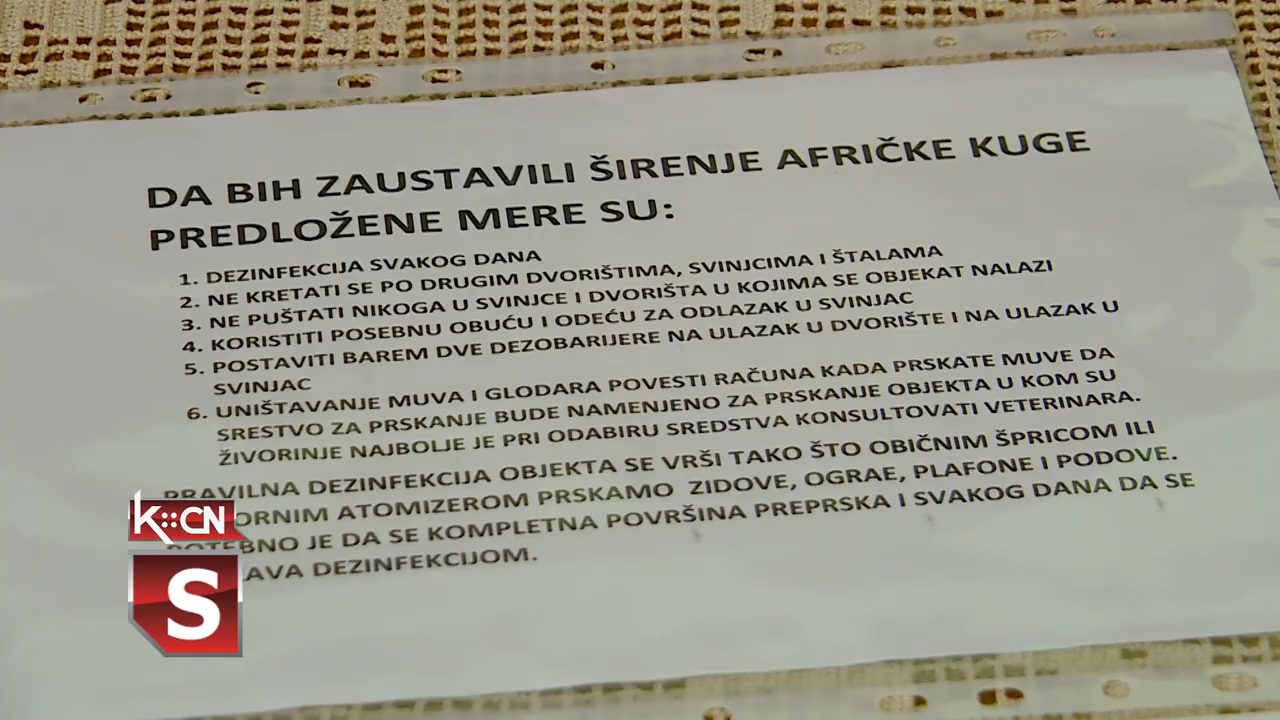 DA BIH ZAUSTAVILI ŠIRENJE AFRIČKE KUGE
PREDLOŽENE MERE SU:
1. DEZINFEKCIJA SVAKOG DANA
2. NE KRETATI SE PO DRUGIM DVORIŠTIMA, SVINJCIMA I ŠTALAMA
3. NE PUŠTATI NIKOGA U SVINJCE I DVORIŠTA U KOJIMA SE OBJEKAT NALAZI
4. KORISTITI POSEBNU OBUĆU I ODEĆU ZA ODLAZAK U SVINJAC
5. POSTAVITI BAREM DVE DEZOBARIJERE NA ULAZAK U DVORIŠTE I NA ULAZAK U
SVINJAC
6. UNIŠTAVANJE MUVA I GLODARA POVESTI RAČUNA KADA PRSKATE MUVE DA
SRESTVO ZA PRSKANJE BUDE NAMENJENO ZA PRSKANJE OBJEKTA U KOM SU
ŽIVORINJE NAJBOLJE JE PRI ODABIRU SREDSTVA KONSULTOVATI VETERINARA.
PRAVILNA DEZINFEKCIJA OBJEKTA SE VRŠI TAKO ŠTO OBIČNIM ŠPRICOM ILI
ATOMIZEROM PRSKAMO ZIDOVE, OGRAE, PLAFONE I PODOVE.
POTEBNO JE DA SE KOMPLETNA POVRŠINA PREPRSKA I SVAKOG DANA DA SE
DEZINFEKCIJOM.
K::CN
S